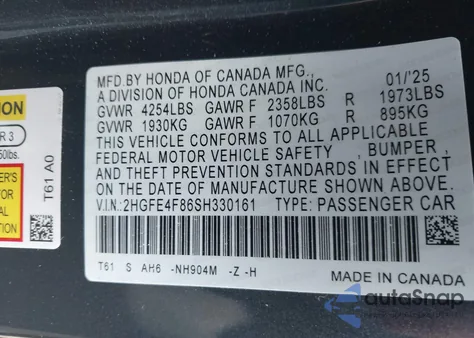 MFD.BY HONDA OF CANADA MFG., 01/'25
A DIVISION OF HONDA CANADA INC.
GVWR 4254LBS GAWR F 2358LBS R 1973LBS
GVWR 1930KG GAWR F 1070KG R 895KG
THIS VEHICLE CONFORMS TO ALL APPLICABLE
FEDERAL MOTOR VEHICLE SAFETY , BUMPER ,
AND THEFT PREVENTION STANDARDS IN EFFECT
ON THE DATE OF MANUFACTURE SHOWN ABOVE.
V.I.N.:2HGFE4F86SH330161 TYPE: PASSENGER CAR
T61 S AH6 -NH904M -Z -H
MADE IN CANADA
ION
R 3
50lbs.
T61 A0
autoSnap